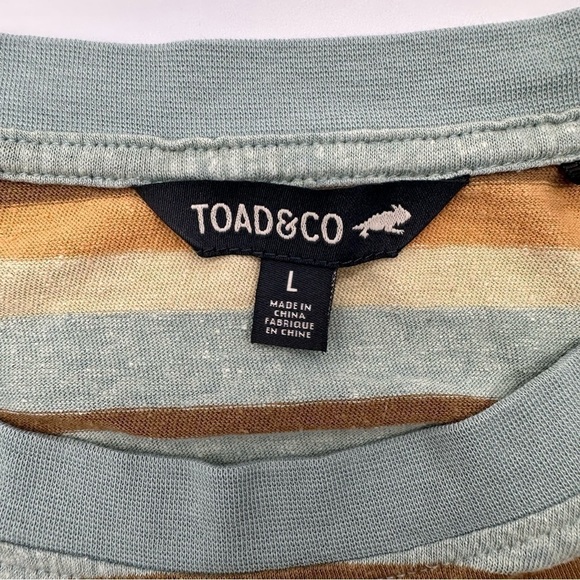 TOAD&CO
L
MADE IN
CHINA
FABRIQUE
EN CHINE